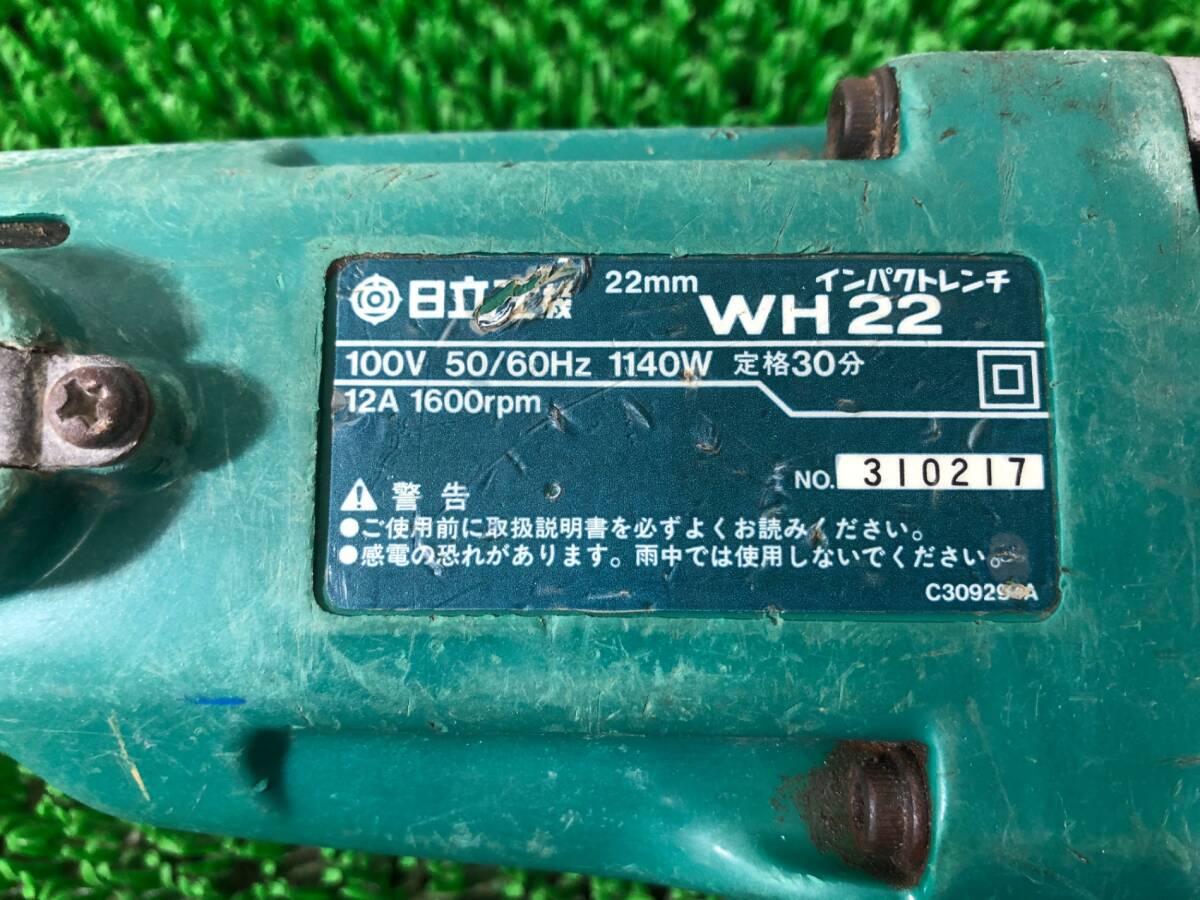 日立 22mm インパクトレンチ
WH 22
100V 50/60Hz 1140W 定格30分
12A 1600rpm
NO. 310217
警告
●ご使用前に取扱説明書を必ずよくお読みください。
●感電の恐れがあります。雨中では使用しないでください。